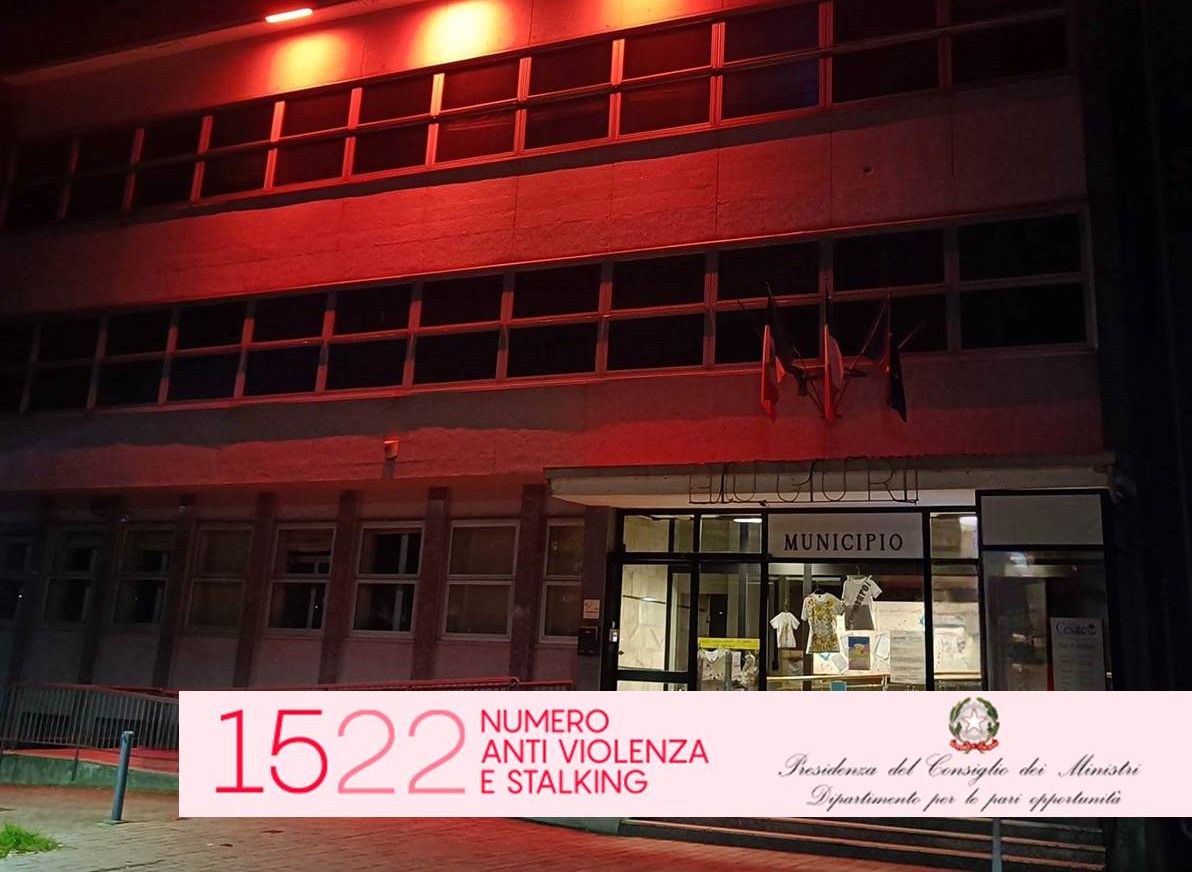 MUNICIPIO
1522
NUMERO
ANTI VIOLENZA
E STALKING
Presidenza del Consiglio dei Ministri
Dipartimento per le pari opportunità